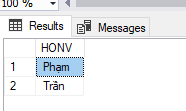 100 %
Results Messages
HONV
1 Phạm
2 Trần